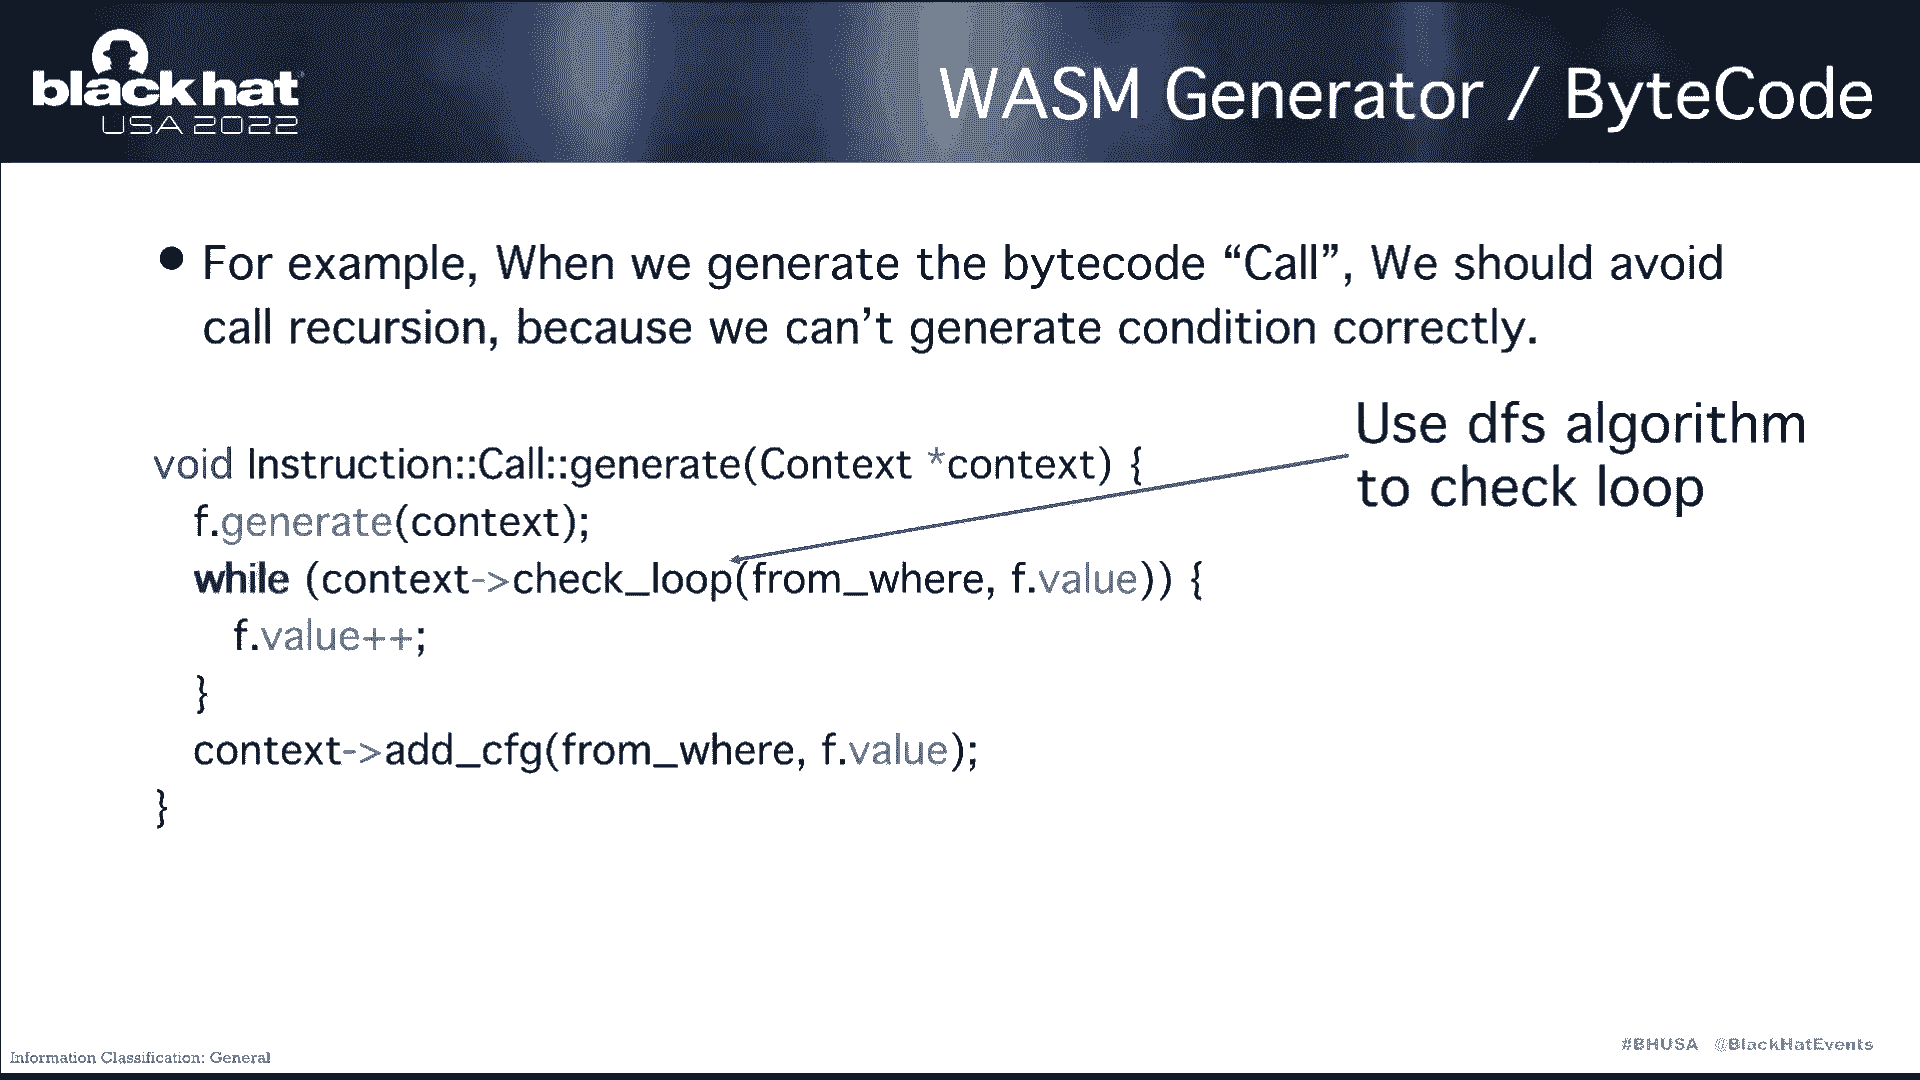 black hat
USA 2022
WASM Generator / ByteCode
● For example, When we generate the bytecode “Call”, We should avoid
call recursion, because we can’t generate condition correctly.
Use dfs algorithm
to check loop
void Instruction::Call::generate(Context *context) {
f.generate(context);
while (context->check_loop(from_where, f.value)) {
f.value++;
}
context->add_cfg(from_where, f.value);
}
Information Classification: General
#BHUSA @BlackHatEvents